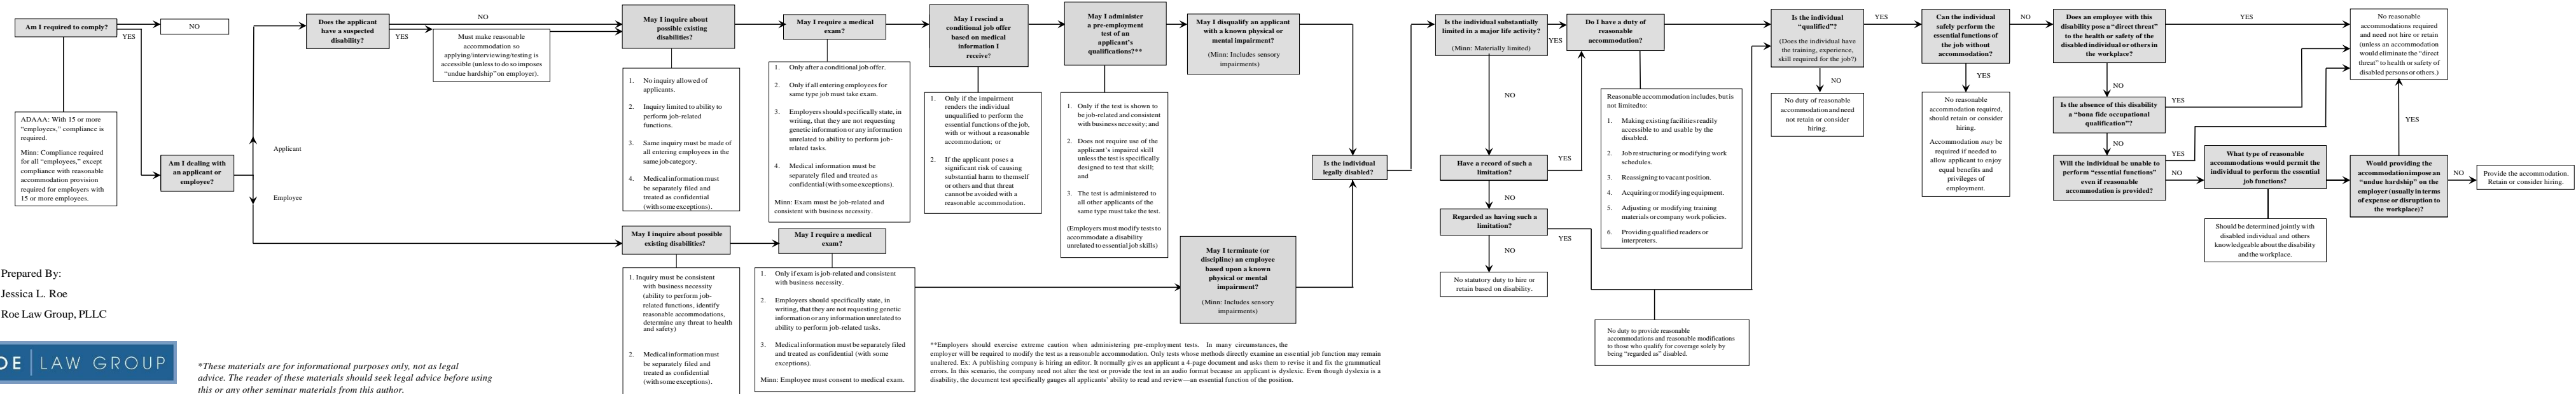 Am I required to comply?
NO
YES
ADAAA: With 15 or more
“employees,” compliance is
required.
Minn: Compliance required
for all “employees,” except
compliance with reasonable
accommodation provision
required for employers with
15 or more employees.
Am I dealing with
an applicant or
employee?
Applicant
Employee
Does the applicant
have a suspected
disability?
NO
YES
Must make reasonable
accommodation so
applying/interviewing/testing is
accessible (unless to do so imposes
“undue hardship” on employer).
May I inquire about
possible existing
disabilities?
1. No inquiry allowed of
applicants.
2. Inquiry limited to ability to
perform job-related
functions.
3. Same inquiry must be made of
all entering employees in the
same job category.
4. Medical information must
be separately filed and
treated as confidential
(with some exceptions).
May I require a medical
exam?
1. Only after a conditional job offer.
2. Only if all entering employees for
same type job must take exam.
3. Employers should specifically state, in
writing, that they are not requesting
genetic information or any information
unrelated to ability to perform job-
related tasks.
4. Medical information must be
separately filed and treated as
confidential (with some exceptions).
Minn: Exam must be job-related and
consistent with business necessity.
May I rescind a
conditional job offer
based on medical
information I
receive?
1. Only if the impairment
renders the individual
unqualified to perform the
essential functions of the job,
with or without a reasonable
accommodation; or
2. If the applicant poses a
significant risk of causing
substantial harm to themself
or others and that threat
cannot be avoided with a
reasonable accommodation.
May I administer
a pre-employment
test of an
applicant’s
qualifications?**
1. Only if the test is shown to
be job-related and consistent
with business necessity; and
2. Does not require use of the
applicant’s impaired skill
unless the test is specifically
designed to test that skill;
and
3. The test is administered to
all other applicants of the
same type must take the test.
(Employers must modify tests to
accommodate a disability
unrelated to essential job skills)
May I disqualify an applicant
with a known physical or
mental impairment?
(Minn: Includes sensory
impairments)
May I inquire about possible
existing disabilities?
1. Inquiry must be consistent
with business necessity
(ability to perform job-
related functions, identify
reasonable accommodations,
determine any threat to health
and safety)
2. Medical information must
be separately filed and
treated as confidential
(with some exceptions).
May I require a medical
exam?
1. Only if exam is job-related and consistent
with business necessity.
2. Employers should specifically state, in
writing, that they are not requesting genetic
information or any information unrelated to
ability to perform job-related tasks.
3. Medical information must be separately filed
and treated as confidential (with some
exceptions).
Minn: Employee must consent to medical exam.
May I terminate (or
discipline) an employee
based upon a known
physical or mental
impairment?
(Minn: Includes sensory
impairments)
Is the individual
legally disabled?
Is the individual substantially
limited in a major life activity?
(Minn: Materially limited)
YES
NO
Have a record of such a
limitation?
YES
NO
Regarded as having such a
limitation?
YES
NO
No statutory duty to hire or
retain based on disability.
Do I have a duty of
reasonable
accommodation?
Reasonable accommodation includes, but is
not limited to:
1. Making existing facilities readily
accessible to and usable by the
disabled.
2. Job restructuring or modifying work
schedules.
3. Reassigning to vacant position.
4. Acquiring or modifying equipment.
5. Adjusting or modifying training
materials or company work policies.
6. Providing qualified readers or
interpreters.
No duty to provide reasonable
accommodations and reasonable modifications
to those who qualify for coverage solely by
being “regarded as” disabled.
Is the individual
“qualified”?
(Does the individual have
the training, experience,
skill required for the job?)
YES
NO
No duty of reasonable
accommodation and need
not retain or consider
hiring.
Can the individual
safely perform the
essential functions of
the job without
accommodation?
NO
YES
No reasonable
accommodation required,
should retain or consider
hiring.
Accommodation may be
required if needed to
allow applicant to enjoy
equal benefits and
privileges of
employment.
Does an employee with this
disability pose a “direct threat”
to the health or safety of the
disabled individual or others in
the workplace?
YES
NO
Is the absence of this disability
a “bona fide occupational
qualification”?
YES
NO
Will the individual be unable to
perform “essential functions”
even if reasonable
accommodation is provided?
YES
NO
What type of reasonable
accommodations would permit the
individual to perform the essential
job functions?
Should be determined jointly with
disabled individual and others
knowledgeable about the disability
and the workplace.
No reasonable
accommodations required
and need not hire or retain
(unless an accommodation
would eliminate the “direct
threat” to health or safety of
disabled persons or others.)
YES
Would providing the
accommodation impose an
“undue hardship” on the
employer (usually in terms
of expense or disruption to
the workplace)?
NO
Provide the accommodation.
Retain or consider hiring.
Prepared By:
Jessica L. Roe
Roe Law Group, PLLC
OE | LAW GROUP
*These materials are for informational purposes only, not as legal
advice. The reader of these materials should seek legal advice before using
this or any other seminar materials from this author.
**Employers should exercise extreme caution when administering pre-employment tests. In many circumstances, the
employer will be required to modify the test as a reasonable accommodation. Only tests whose methods directly examine an essential job function may remain
unaltered. Ex: A publishing company is hiring an editor. It normally gives an applicant a 4-page document and asks them to revise it and fix the grammatical
errors. In this scenario, the company need not alter the test or provide the test in an audio format because an applicant is dyslexic. Even though dyslexia is a
disability, the document test specifically gauges all applicants’ ability to read and review—an essential function of the position.